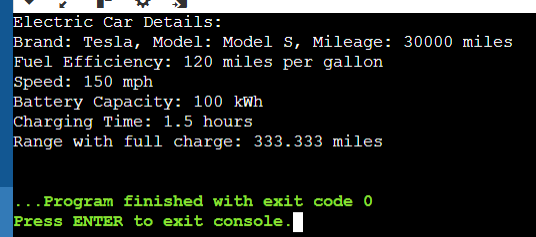 Electric Car Details:
Brand: Tesla, Model: Model S, Mileage: 30000 miles
Fuel Efficiency: 120 miles per gallon
Speed: 150 mph
Battery Capacity: 100 kWh
Charging Time: 1.5 hours
Range with full charge: 333.333 miles
...Program finished with exit code 0
Press ENTER to exit console.